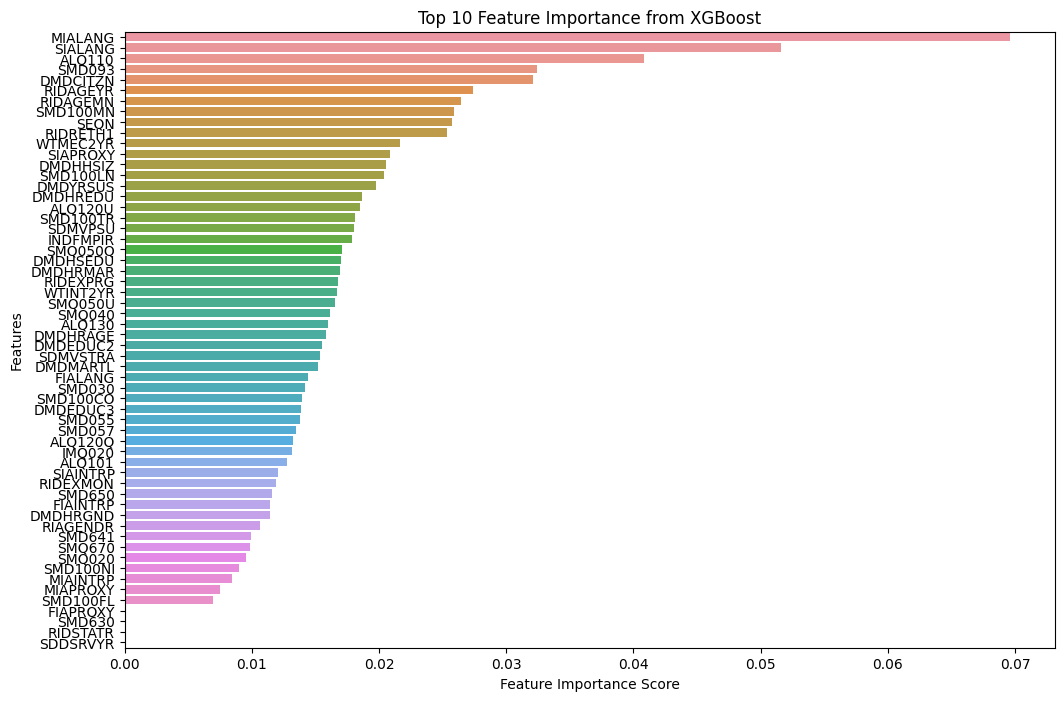 Top 10 Feature Importance from XGBoost
MIALANG
SIALANG
ALQ110
SMD093
DMDCITZN
RIDAGEYR
RIDAGEMN
SMD100MN
SEQN
RIDRETH1
WTMEC2YR
SIAPROXY
DMDHHSIZ
SMD100LN
DMDYRSUS
DMDHREDU
ALQ120U
SMD100TR
SDMVPSU
INDFMPIR
SMQ050Q
DMDHSEDU
DMDHRMAR
RIDEXPRG
WTINT2YR
SMQ050U
SMQ040
ALQ130
DMDHRAGE
DMDEDUC2
SDMVSTRA
DMDMARTL
FIALANG
SMD030
SMD100CO
DMDEDUC3
SMD055
SMD057
ALQ120Q
IMQ020
ALQ101
SIAINTRP
RIDEXMON
SMD650
FIAINTRP
DMDHRGND
RIAGENDR
SMD641
SMQ670
SMQ020
SMD100NI
MIAINTRP
MIAPROXY
SMD100FL
FIAPROXY
SMD630
RIDSTATR
SDDSRVYR
Features
0.00 0.01 0.02 0.03 0.04 0.05 0.06 0.07
Feature Importance Score